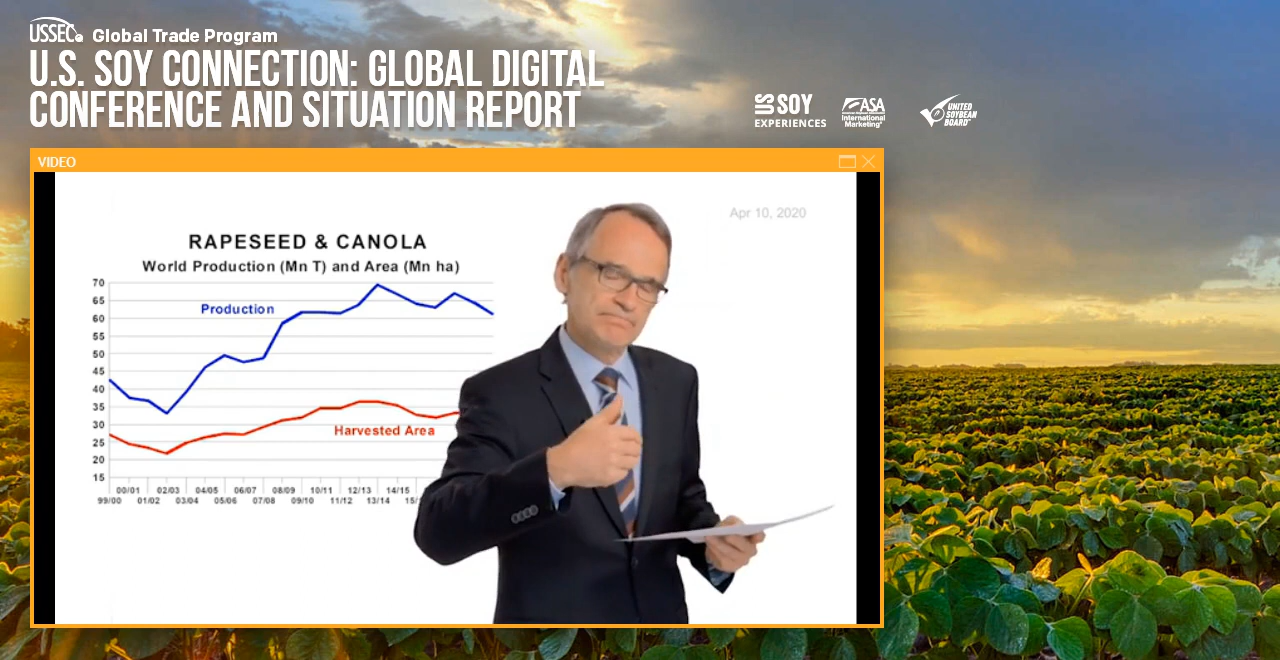 USSEC Global Trade Program
U.S. SOY CONNECTION: GLOBAL DIGITAL
CONFERENCE AND SITUATION REPORT
US SOY
EXPERIENCES
ASA
International
Marketing
UNITED
SOYBEAN
BOARD
VIDEO
Apr 10, 2020
RAPESEED & CANOLA
World Production (Mn T) and Area (Mn ha)
70
65
60
55
50
45
40
35
30
25
20
15
Production
Harvested Area
00/01 02/03 04/05 06/07 08/09 10/11 12/13 14/15
99/00 01/02 03/04 05/06 07/08 09/10 11/12 13/14 15/